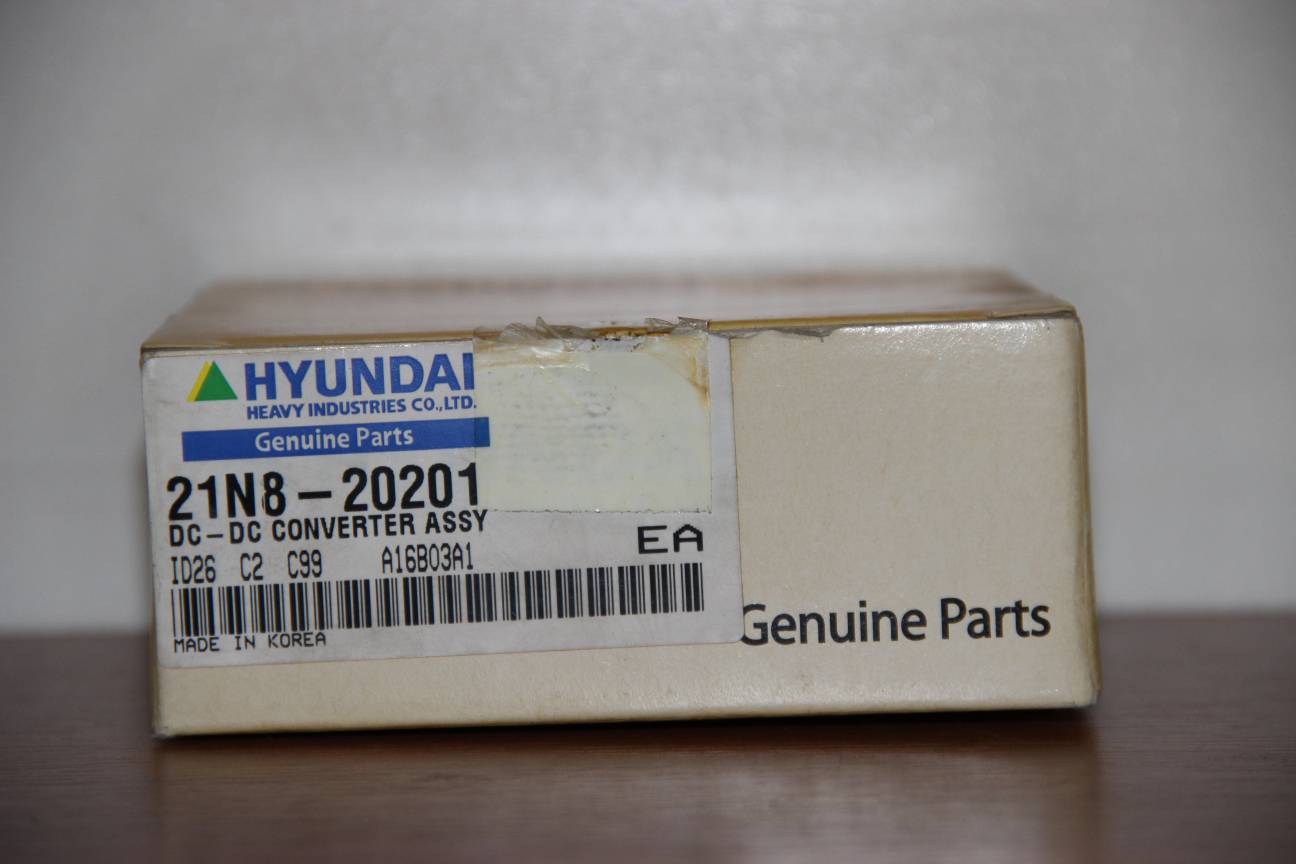 HYUNDAI
HEAVY INDUSTRIES CO.,LTD.
Genuine Parts
21N8-20201
DC-DC CONVERTER ASSY
EA
ID26 C2 C99 A16B03A1
MADE IN KOREA
Genuine Parts